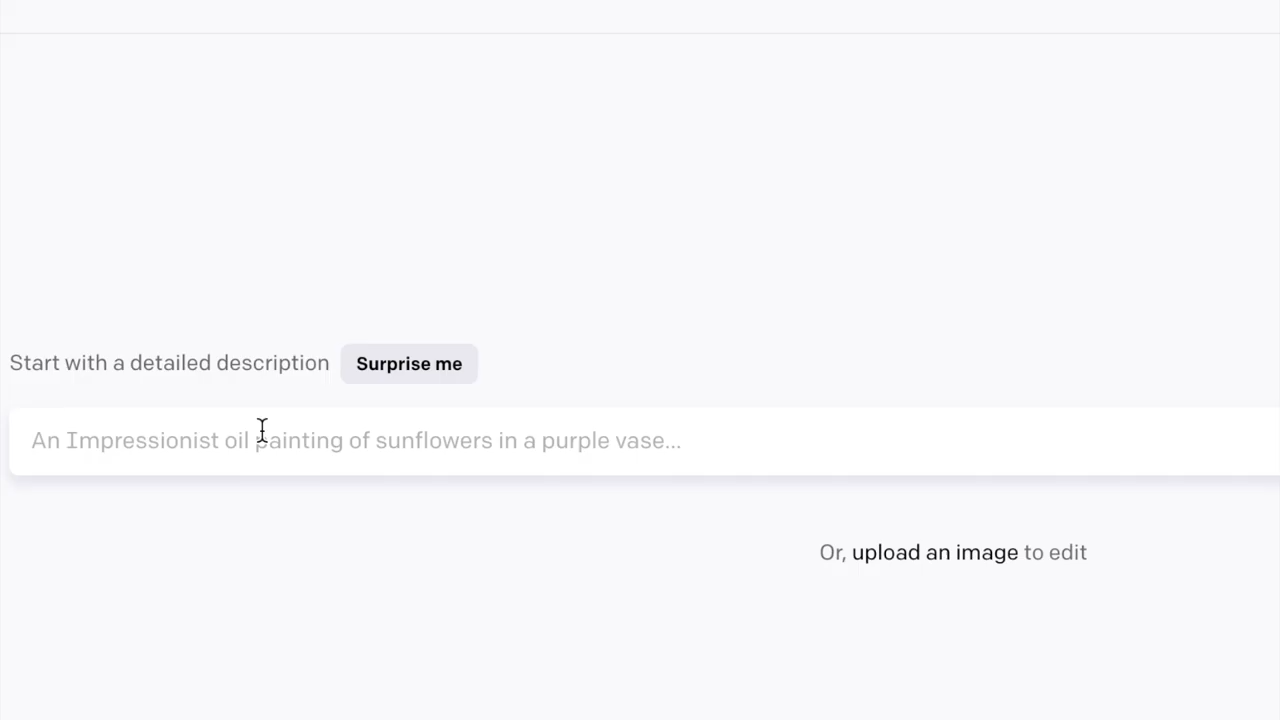 Start with a detailed description
Surprise me
An Impressionist oil painting of sunflowers in a purple vase...
Or, upload an image to edit